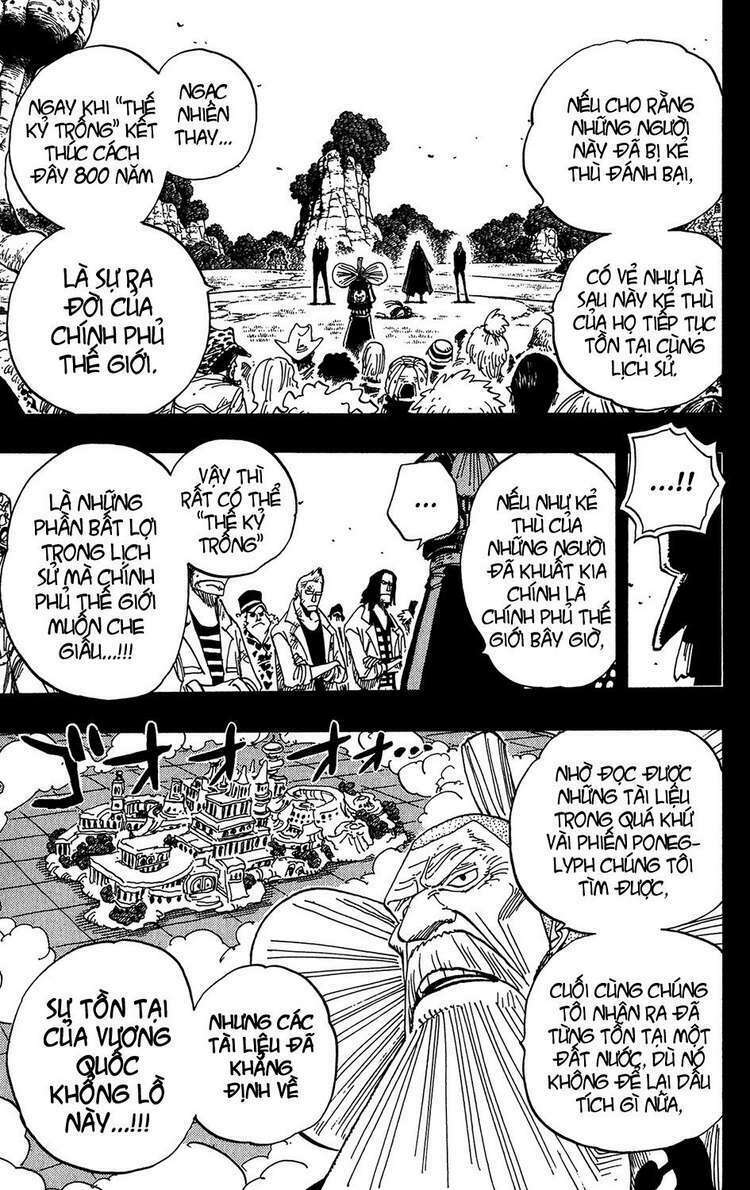 NẾU CHO RẰNG
NHỮNG NGƯỜI
NÀY ĐÃ BỊ KẺ
THÙ ĐÁNH BẠI,
CÓ VẺ NHƯ LÀ
SAU NÀY KẺ THÙ
CỦA HỌ TIẾP TỤC
TỒN TẠI CÙNG
LỊCH SỬ.
NGẠC
NHIÊN
THAY...
NGAY KHI "THẾ
KỶ TRỐNG" KẾT
THÚC CÁCH
ĐÂY 800 NĂM
LÀ SỰ RA
ĐỜI CỦA
CHÍNH PHỦ
THẾ GIỚI.
...!!
NẾU NHƯ KẺ
THÙ CỦA
NHỮNG NGƯỜI
ĐÃ KHUẤT KIA
CHÍNH LÀ
CHÍNH PHỦ THẾ
GIỚI BÂY GIỜ,
...
VẬY THÌ
RẤT CÓ THỂ
"THẾ KỶ
TRỐNG"
LÀ NHỮNG
PHẦN BẤT LỢI
TRONG LỊCH
SỬ MÀ CHÍNH
PHỦ THẾ GIỚI
MUỐN CHE
GIẤU...!!!
NHỜ ĐỌC ĐƯỢC
NHỮNG TÀI LIỆU
TRONG QUÁ KHỨ
VÀI PHIẾN PONEG-
LYPH CHÚNG TÔI
TÌM ĐƯỢC,
CUỐI CÙNG CHÚNG
TÔI NHẬN RA ĐÃ
TỪNG TỒN TẠI MỘT
ĐẤT NƯỚC, DÙ NÓ
KHÔNG ĐỂ LẠI DẤU
TÍCH GÌ NỮA,
ゴオオオ
NHƯNG CÁC
TÀI LIỆU ĐÃ
KHẲNG
ĐỊNH VỀ
SỰ TỒN TẠI
CỦA VƯƠNG
QUỐC
KHỔNG LỒ
NÀY...!!!